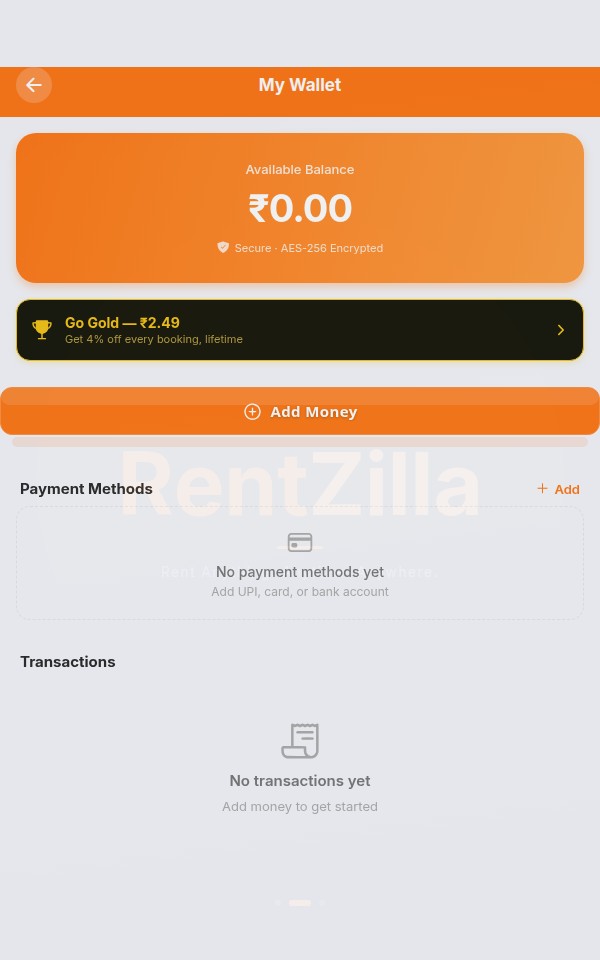 My Wallet
Available Balance
₹0.00
Secure · AES-256 Encrypted
Go Gold — ₹2.49
Get 4% off every booking, lifetime
Add Money
RentZilla
Payment Methods
Add
No payment methods yet
Add UPI, card, or bank account
Transactions
No transactions yet
Add money to get started